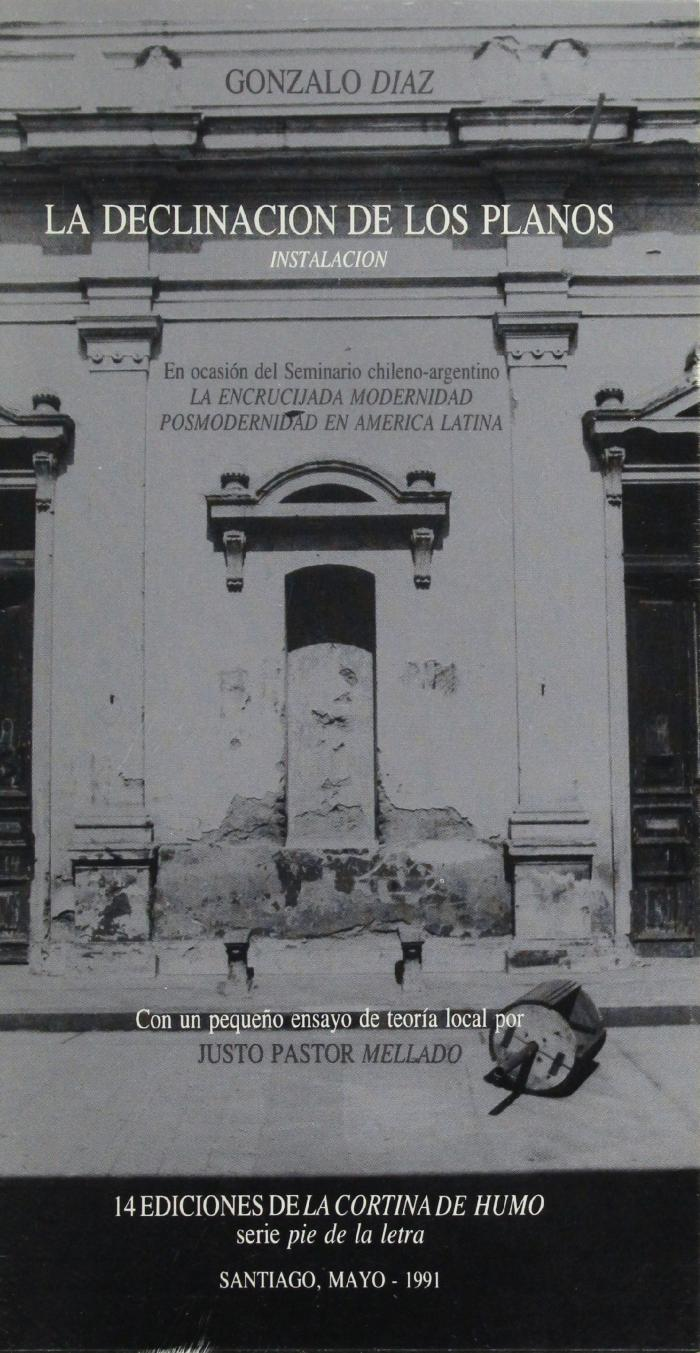 GONZALO DIAZ
LA DECLINACION DE LOS PLANOS
INSTALACION
En ocasión del Seminario chileno-argentino
LA ENCRUCIJADA MODERNIDAD
POSMODERNIDAD EN AMERICA LATINA
Con un pequeño ensayo de teoría local por
JUSTO PASTOR MELLADO
14 EDICIONES DE LA CORTINA DE HUMO
serie pie de la letra
SANTIAGO, MAYO - 1991